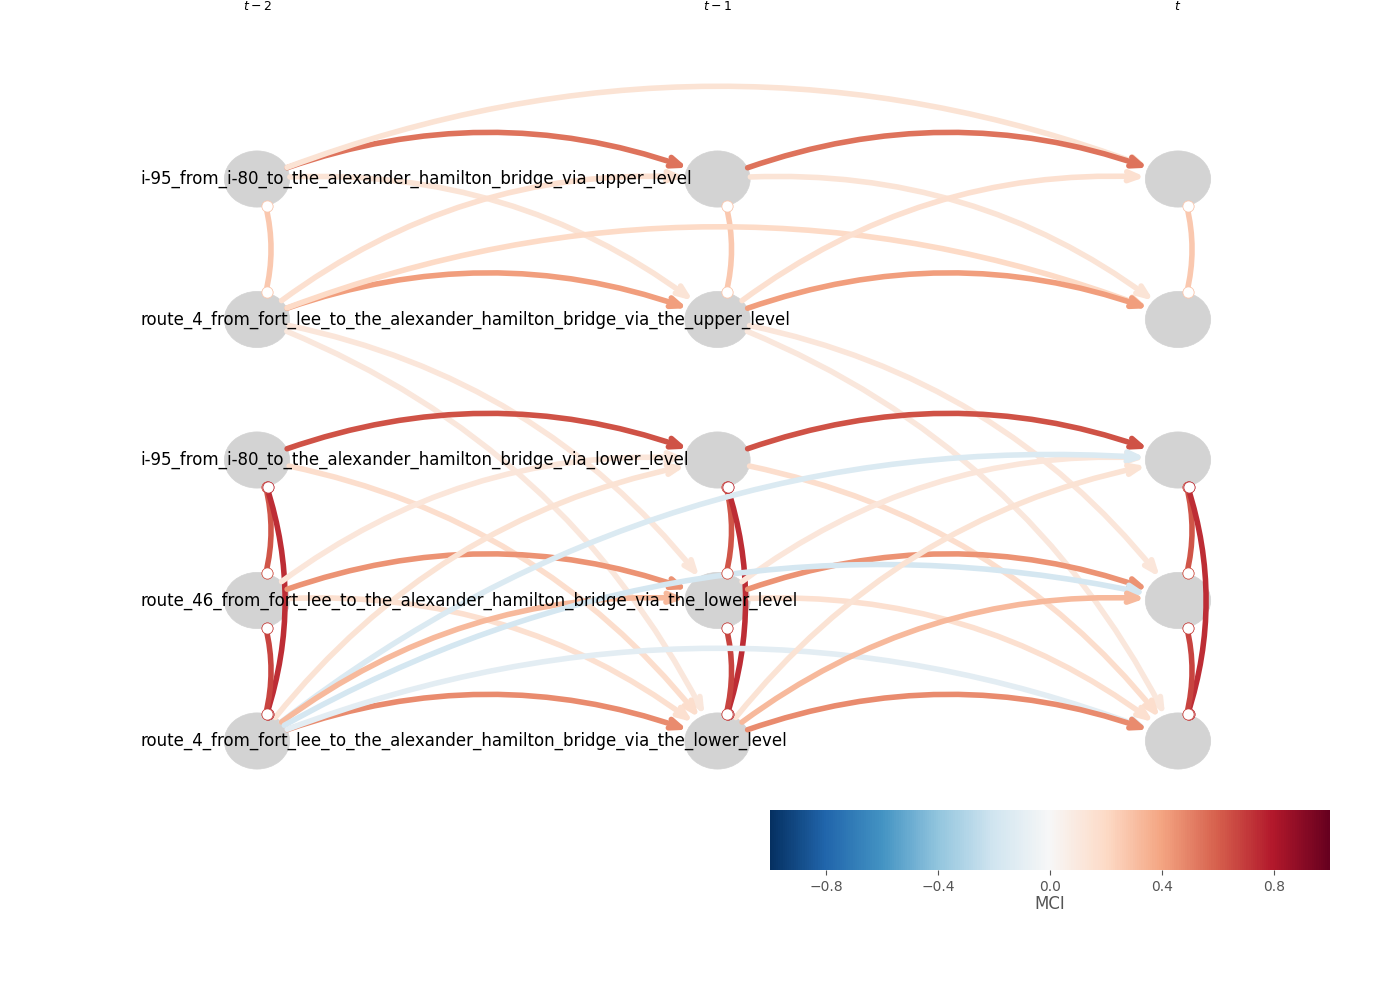 t − 2 t − 1 t
i-95_from_i-80_to_the_alexander_hamilton_bridge_via_upper_level
route_4_from_fort_lee_to_the_alexander_hamilton_bridge_via_the_upper_level
i-95_from_i-80_to_the_alexander_hamilton_bridge_via_lower_level
route_46_from_fort_lee_to_the_alexander_hamilton_bridge_via_the_lower_level
route_4_from_fort_lee_to_the_alexander_hamilton_bridge_via_the_lower_level
−0.8 −0.4 0.0 0.4 0.8
MCI